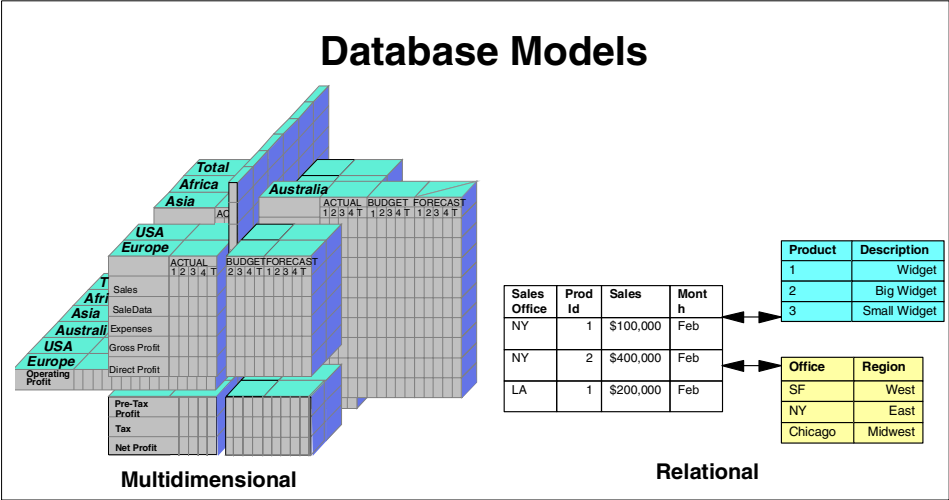 Database Models
Total
Africa
Asia
AC
Australia
ACTUAL BUDGET FORECAST
1 2 3 4 T 1 2 3 4 T 1 2 3 4 T
USA
Europe
ACTUAL BUDGETFORECAST
1 2 3 4 T 2 3 4 T 1 2 3 4 T
Sales
SaleData
Expenses
Gross Profit
Direct Profit
T
Afri
Asia
Australi
USA
Europe
Operating
Profit
Pre-Tax
Profit
Tax
Net Profit
Multidimensional
Sales Office Prod Id Sales Mont h
NY 1 $100,000 Feb
NY 2 $400,000 Feb
LA 1 $200,000 Feb
Product Description
1 Widget
2 Big Widget
3 Small Widget
Office Region
SF West
NY East
Chicago Midwest
Relational